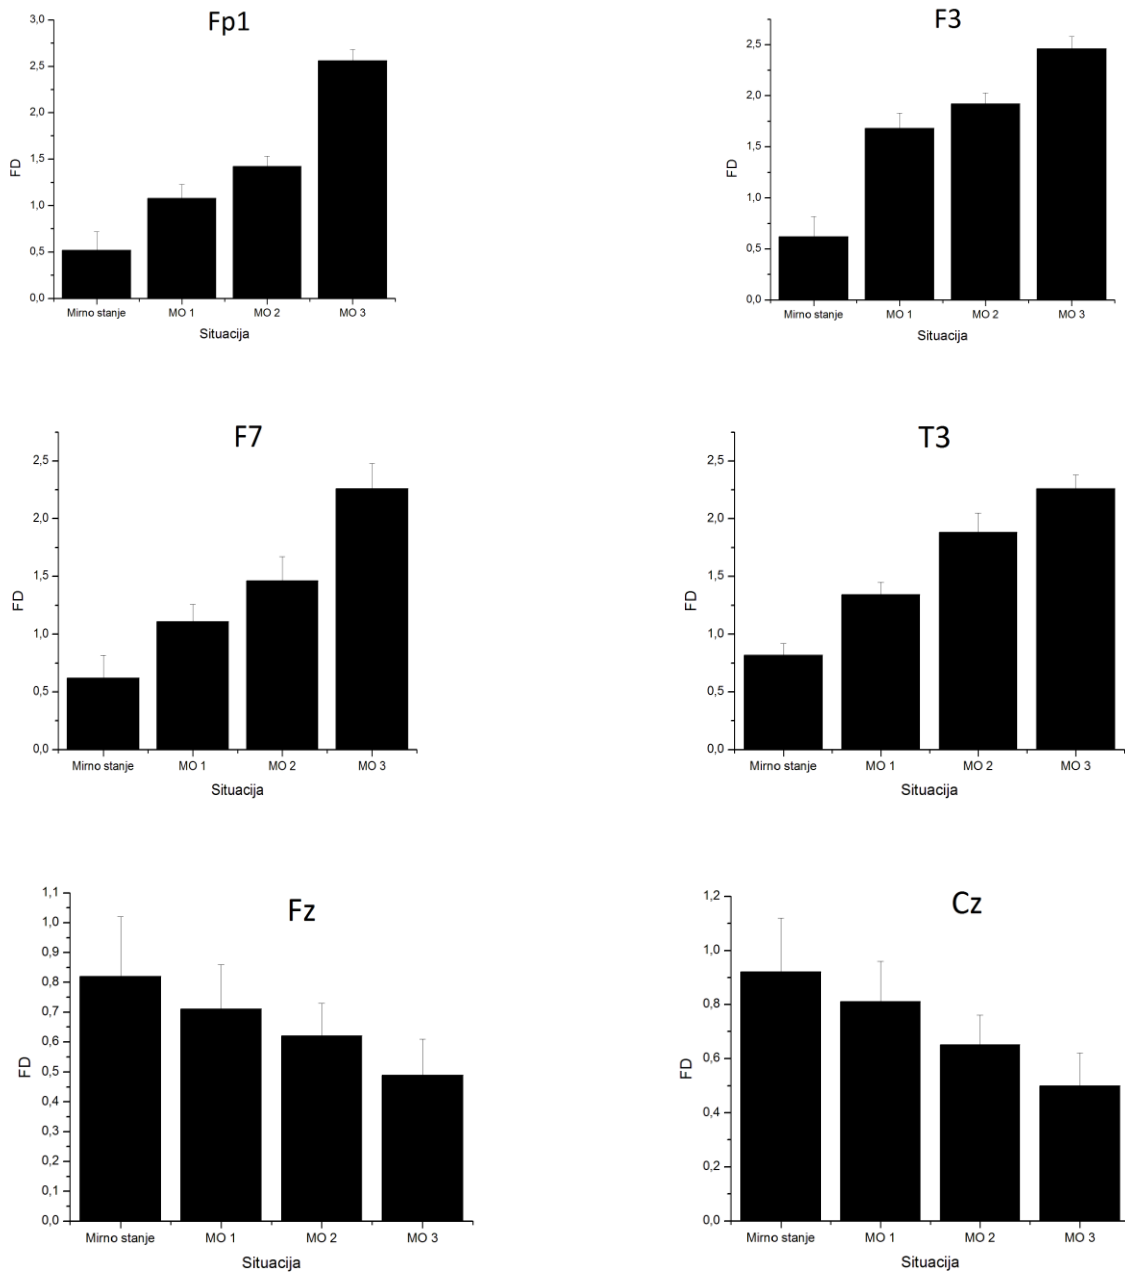 Fp1
3,0
2,5
2,0
1,5
1,0
0,5
0,0
FD
Mirno stanje MO 1 MO 2 MO 3
Situacija
F3
2,5
2,0
1,5
1,0
0,5
0,0
FD
Mirno stanje MO 1 MO 2 MO 3
Situacija
F7
2,5
2,0
1,5
1,0
0,5
0,0
FD
Mirno stanje MO 1 MO 2 MO 3
Situacija
T3
2,5
2,0
1,5
1,0
0,5
0,0
FD
Mirno stanje MO 1 MO 2 MO 3
Situacija
Fz
1,1
1,0
0,9
0,8
0,7
0,6
0,5
0,4
0,3
0,2
0,1
0,0
FD
Mirno stanje MO 1 MO 2 MO 3
Situacija
Cz
1,2
1,0
0,8
0,6
0,4
0,2
0,0
FD
Mirno stanje MO 1 MO 2 MO 3
Situacija